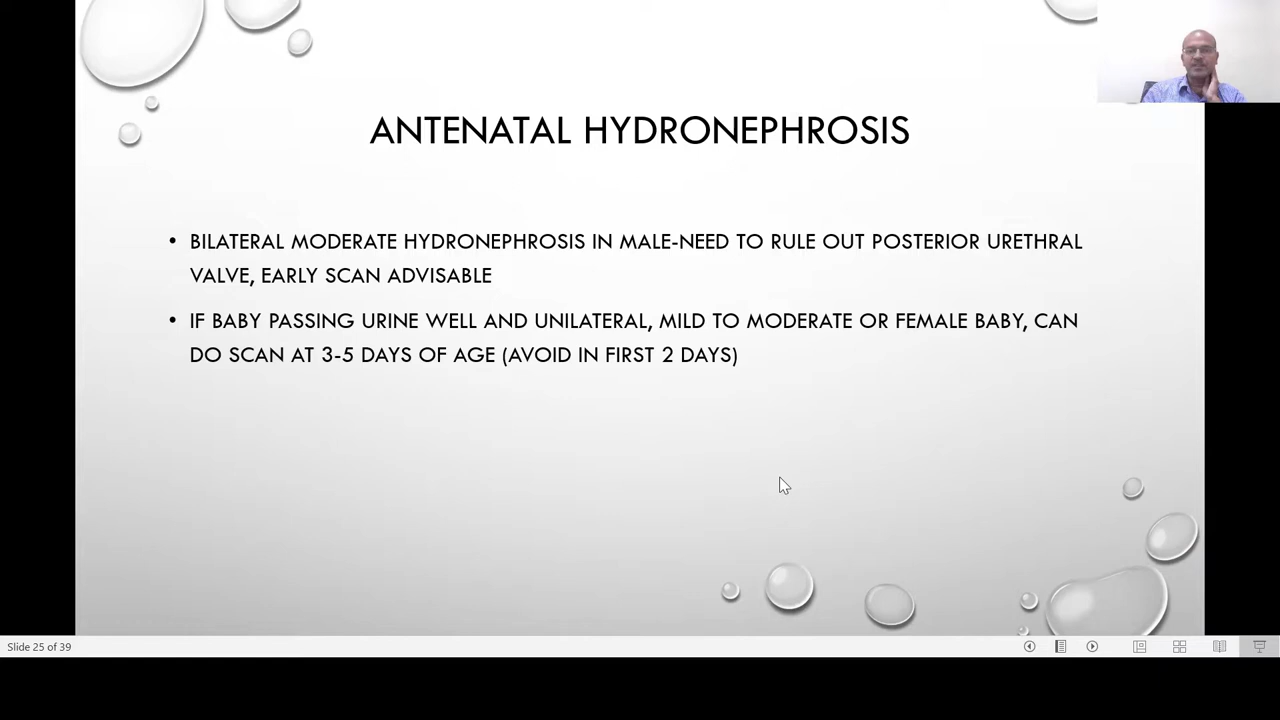 ANTENATAL HYDRONEPHROSIS
• BILATERAL MODERATE HYDRONEPHROSIS IN MALE-NEED TO RULE OUT POSTERIOR URETHRAL
VALVE, EARLY SCAN ADVISABLE
• IF BABY PASSING URINE WELL AND UNILATERAL, MILD TO MODERATE OR FEMALE BABY, CAN
DO SCAN AT 3-5 DAYS OF AGE (AVOID IN FIRST 2 DAYS)
Slide 25 of 39